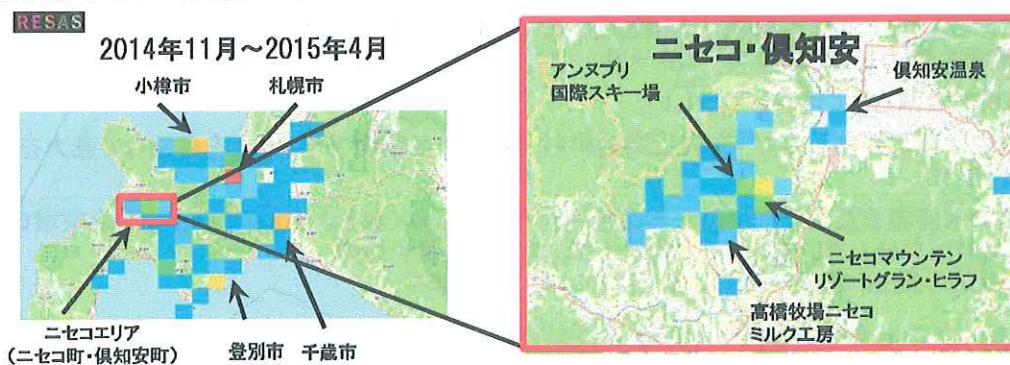 RESAS
2014年11月～2015年4月
小樽市
札幌市
ニセコエリア
（ニセコ町・倶知安町）
登別市
千歳市
ニセコ・倶知安
アンヌプリ
国際スキー場
倶知安温泉
ニセコマウンテン
リゾートグラン・ヒラフ
髙橋牧場ニセコ
ミルク工房